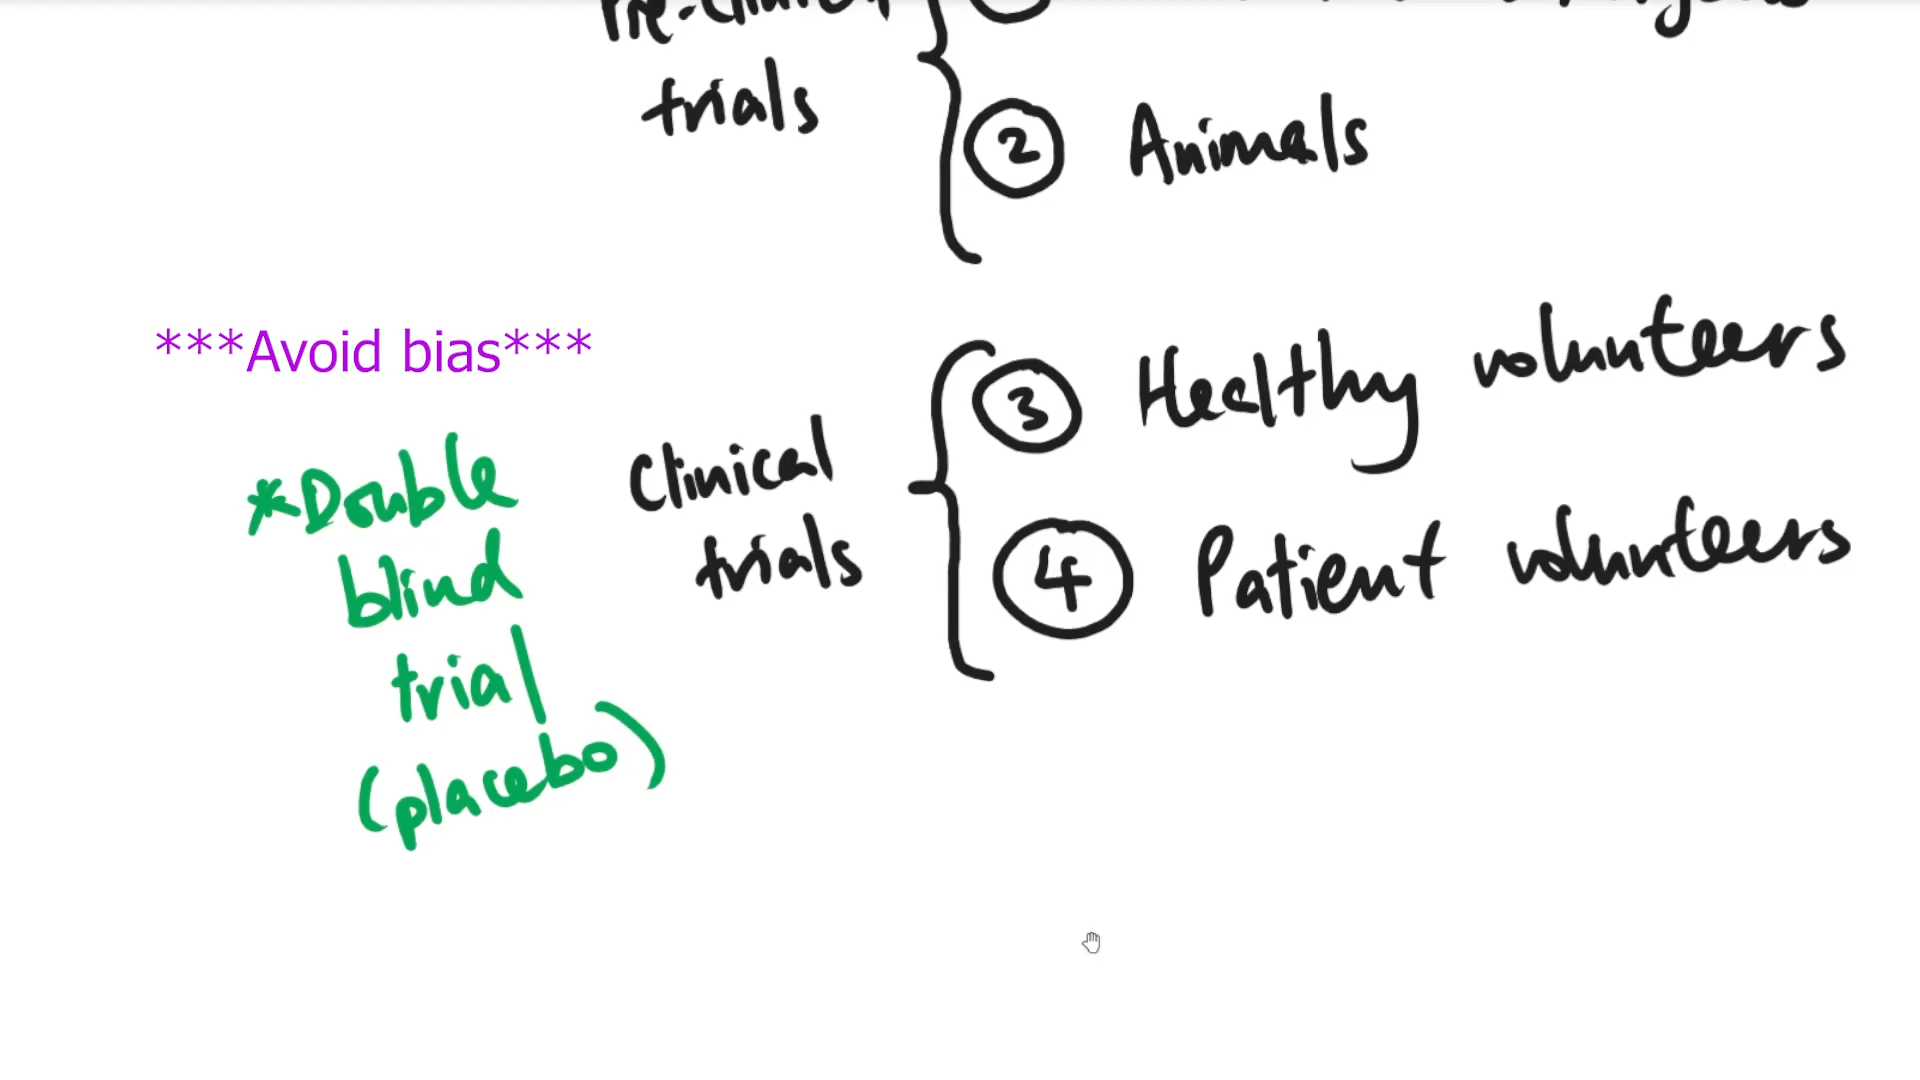 trials
② Animals
***Avoid bias***
③ Healthy volunteers
*Double
blind
trial
(placebo)
Clinical
trials
④ Patient volunteers